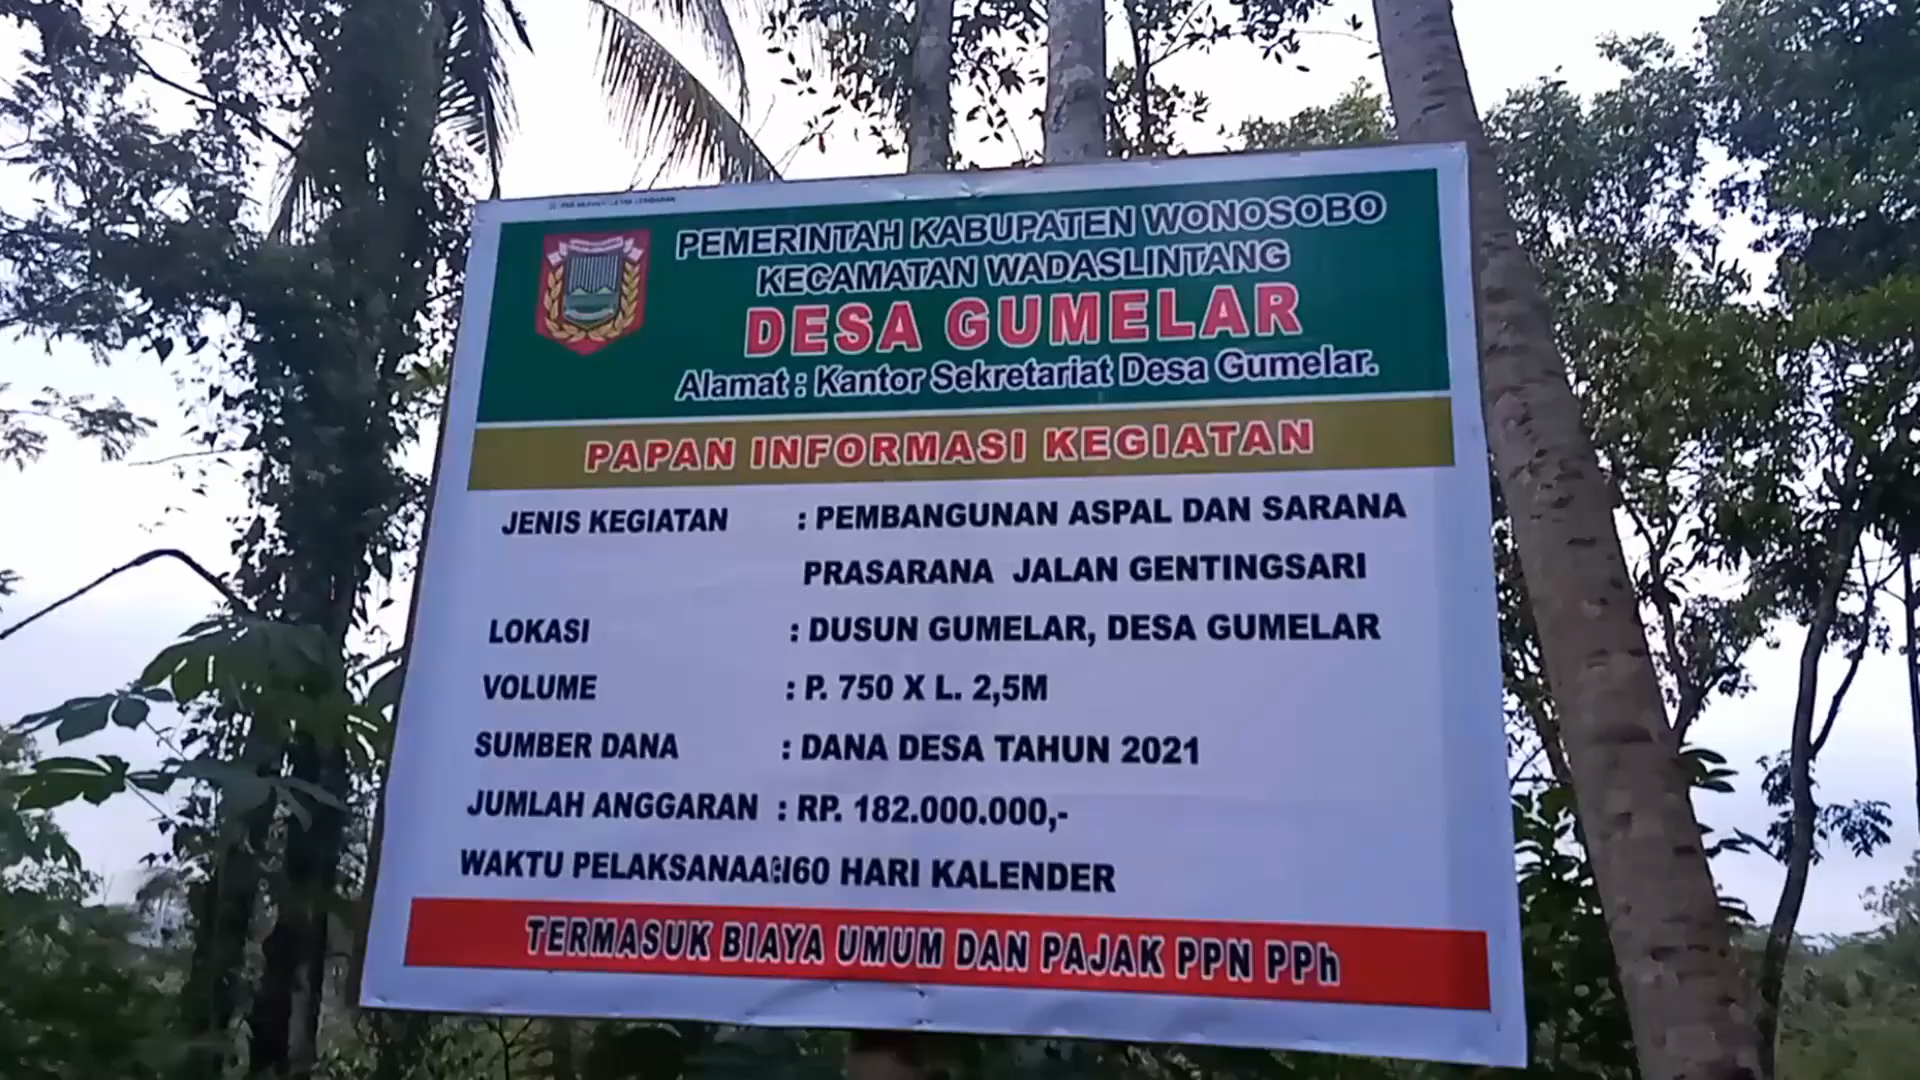 PEMERINTAH KABUPATEN WONOSOBO
KECAMATAN WADASLINTANG
DESA GUMELAR
Alamat : Kantor Sekretariat Desa Gumelar.
PAPAN INFORMASI KEGIATAN
JENIS KEGIATAN : PEMBANGUNAN ASPAL DAN SARANA
PRASARANA JALAN GENTINGSARI
LOKASI : DUSUN GUMELAR, DESA GUMELAR
VOLUME : P. 750 X L. 2,5M
SUMBER DANA : DANA DESA TAHUN 2021
JUMLAH ANGGARAN : RP. 182.000.000,-
WAKTU PELAKSANAA : 60 HARI KALENDER
TERMASUK BIAYA UMUM DAN PAJAK PPN PPh